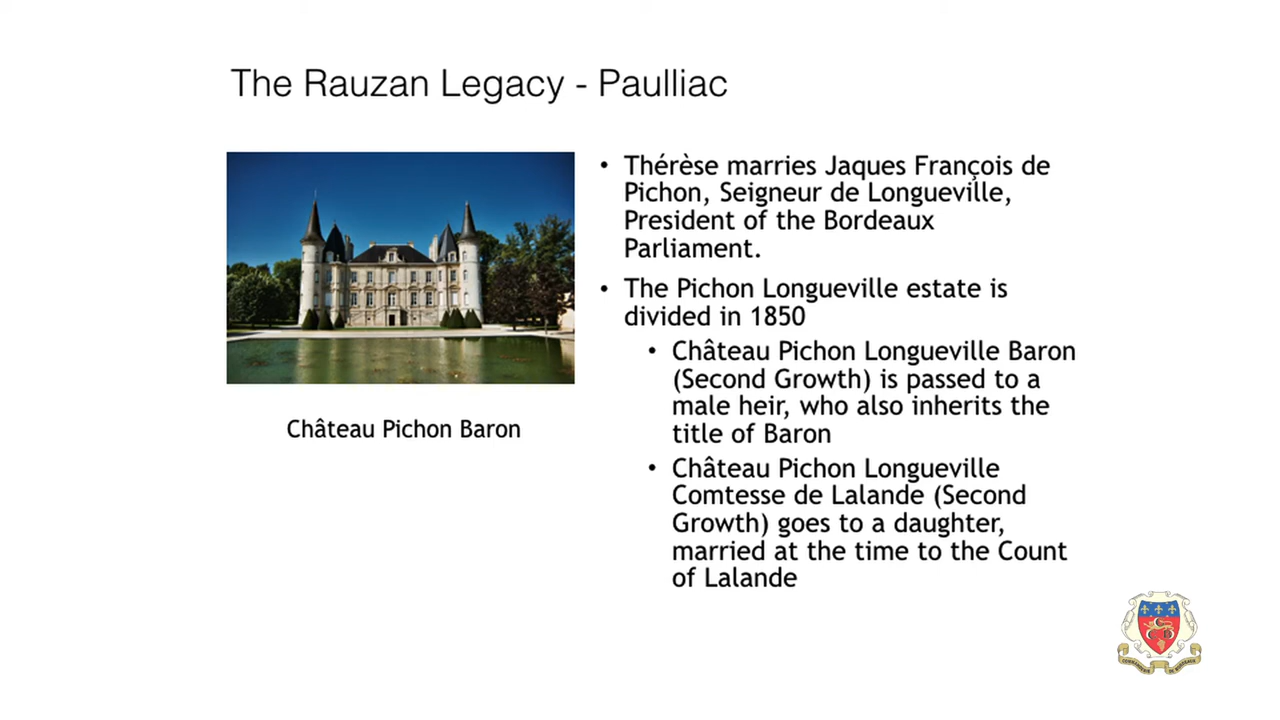 The Rauzan Legacy - Paulliac
Thérèse marries Jaques François de
Pichon, Seigneur de Longueville,
President of the Bordeaux
Parliament.
The Pichon Longueville estate is
divided in 1850
Château Pichon Longueville Baron
(Second Growth) is passed to a
male heir, who also inherits the
title of Baron
Château Pichon Longueville
Comtesse de Lalande (Second
Growth) goes to a daughter,
married at the time to the Count
of Lalande
Château Pichon Baron
COMMANDERIE DE BORDEAUX